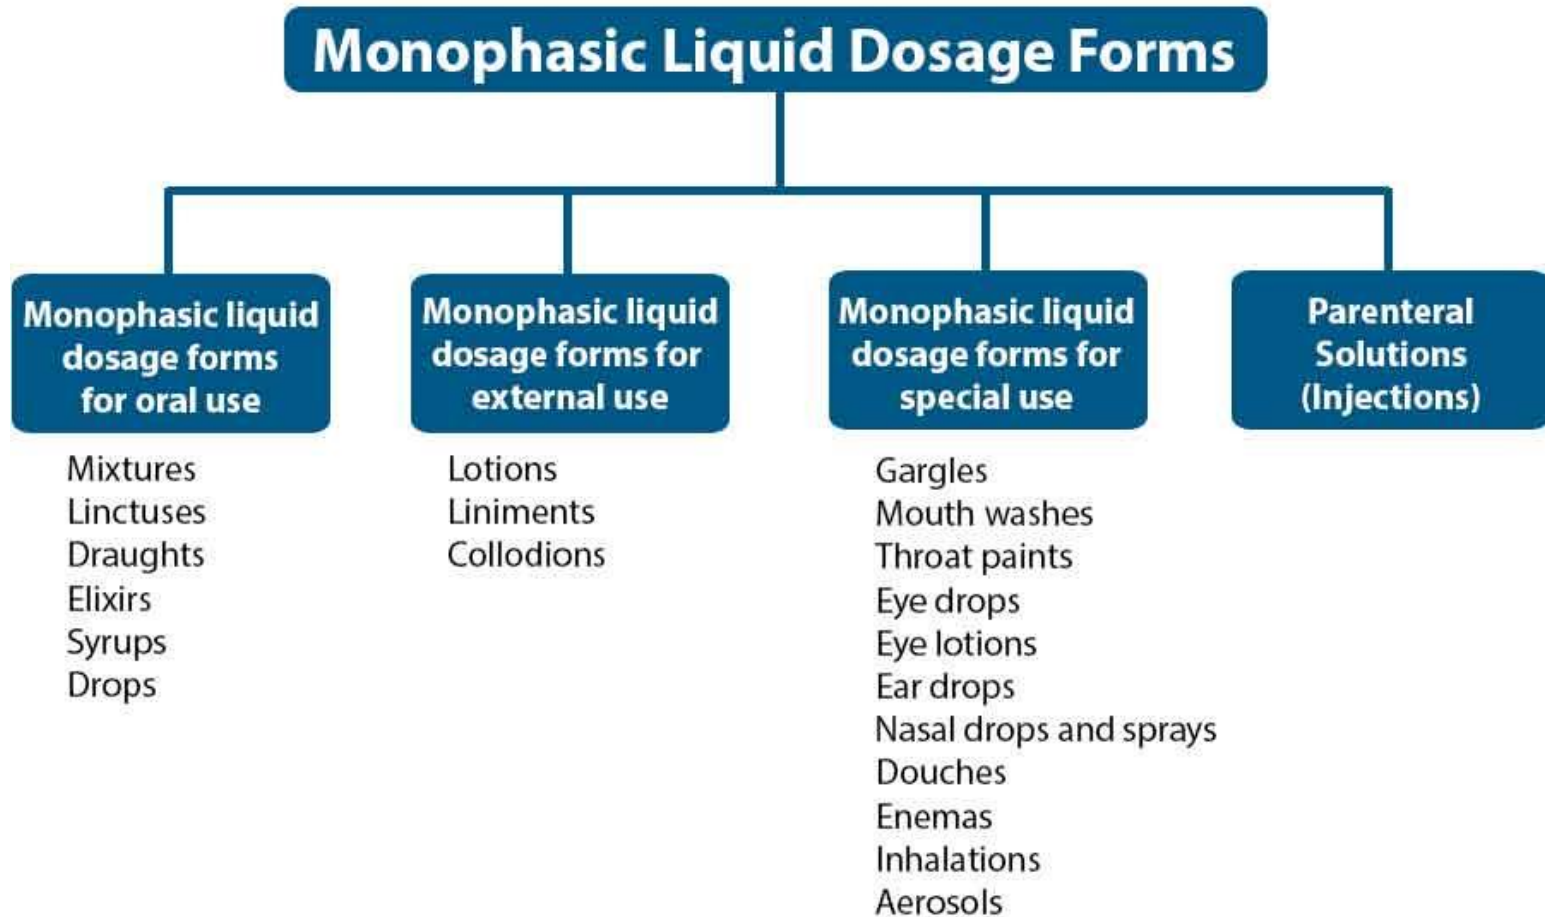 Monophasic Liquid Dosage Forms
Monophasic liquid
dosage forms
for oral use
Mixtures
Linctuses
Draughts
Elixirs
Syrups
Drops
Monophasic liquid
dosage forms for
external use
Lotions
Liniments
Collodions
Monophasic liquid
dosage forms for
special use
Gargles
Mouth washes
Throat paints
Eye drops
Eye lotions
Ear drops
Nasal drops and sprays
Douches
Enemas
Inhalations
Aerosols
Parenteral
Solutions
(Injections)